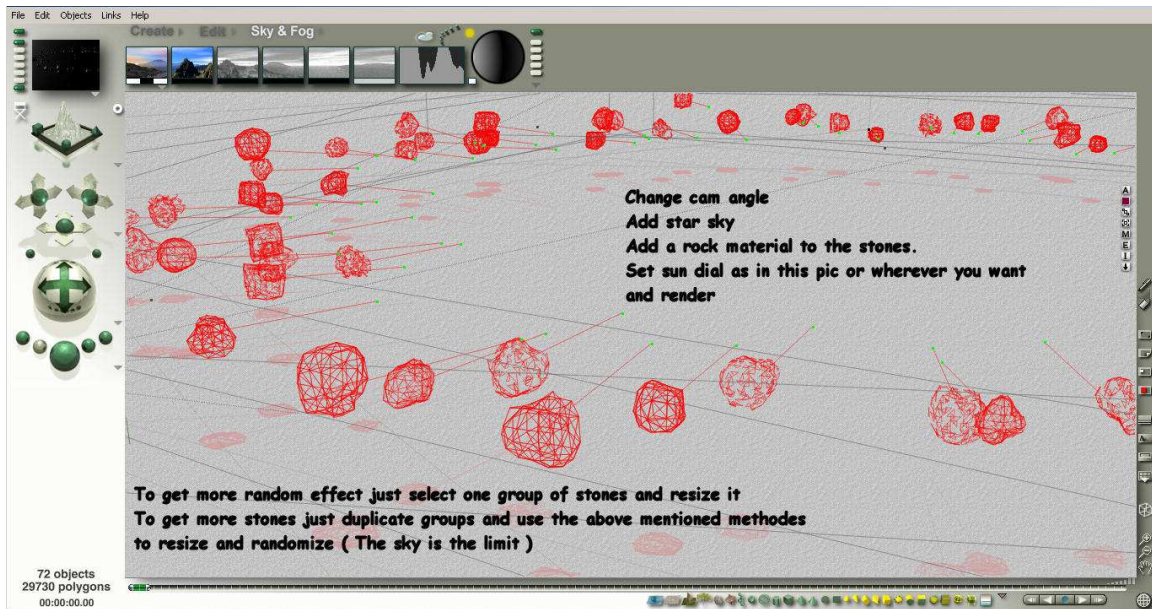 File Edit Objects Links Help
Create Edit Sky & Fog
Change cam angle
Add star sky
Add a rock material to the stones.
Set sun dial as in this pic or wherever you want
and render
A
M
E
I
To get more random effect just select one group of stones and resize it
To get more stones just duplicate groups and use the above mentioned methodes
to resize and randomize ( The sky is the limit )
72 objects
29730 polygons
00:00:00.00